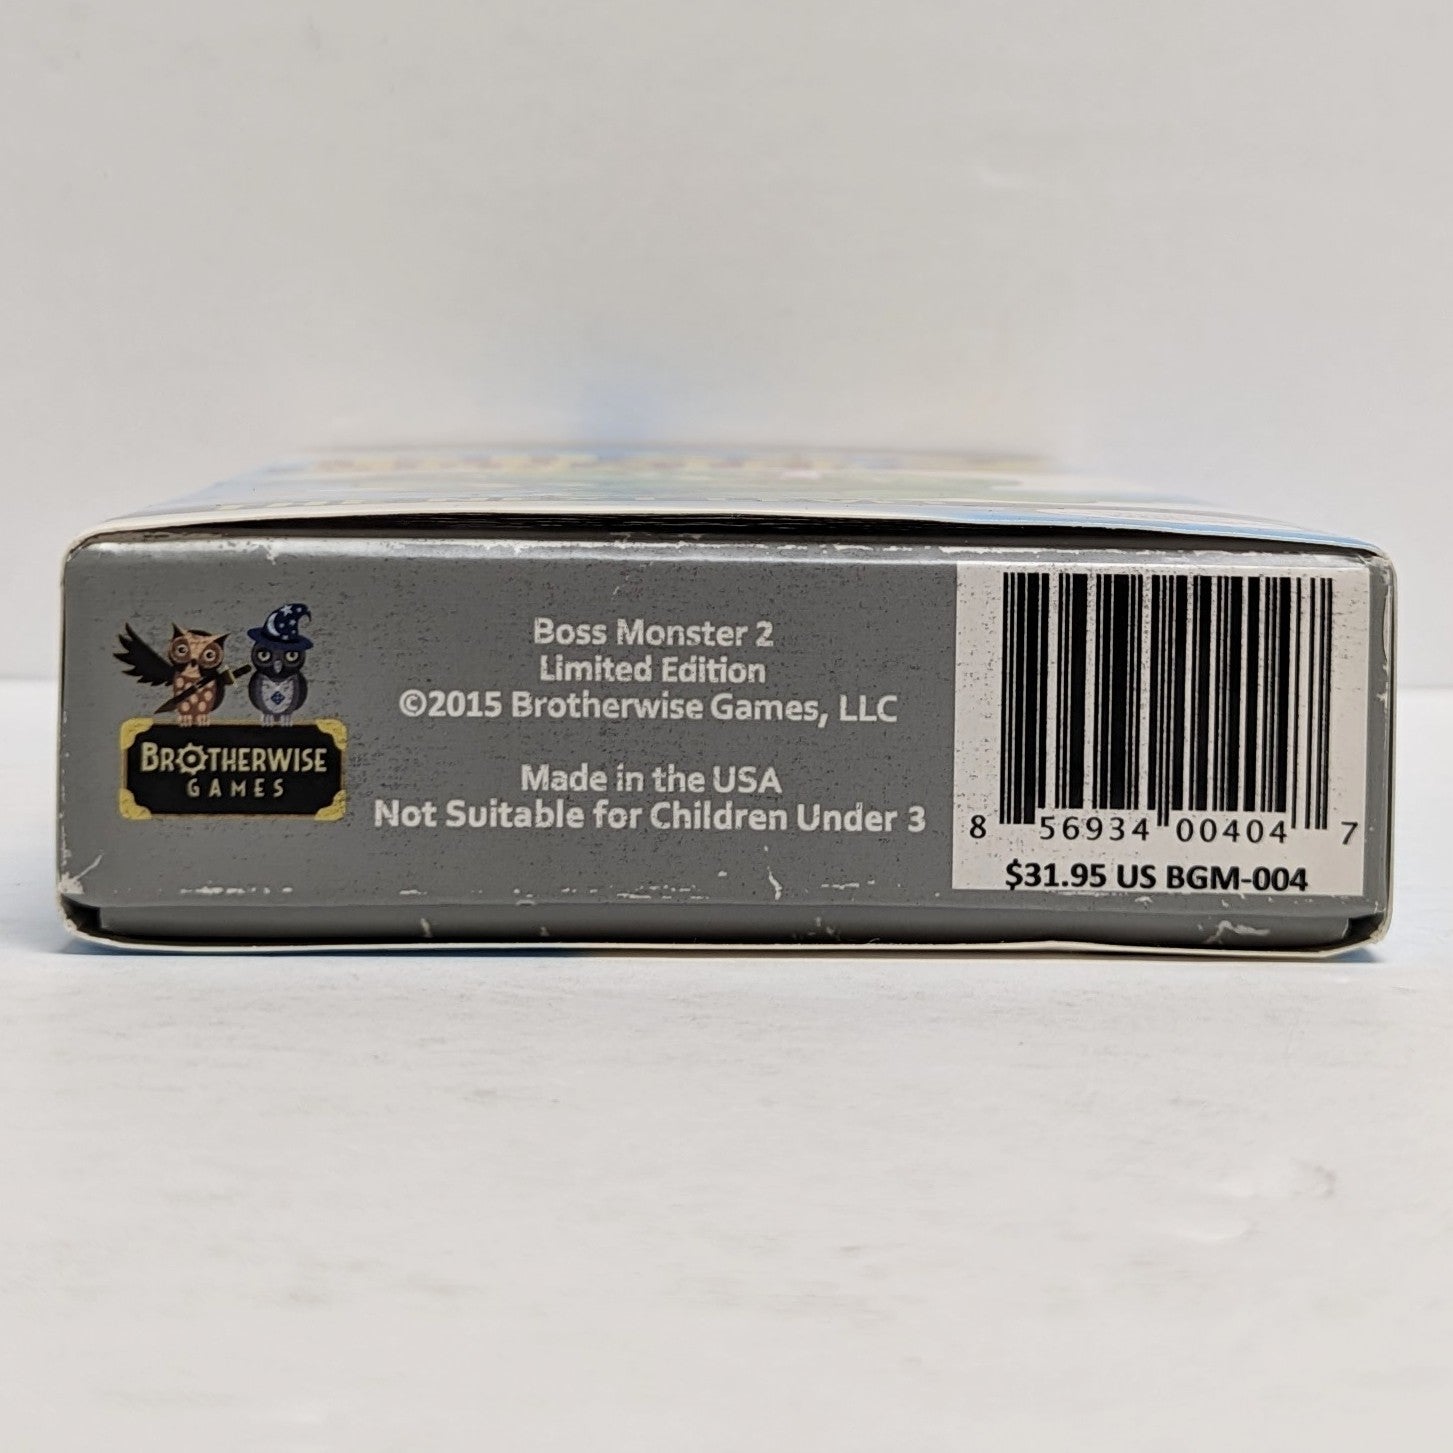 BROTHERWISE
GAMES
Boss Monster 2
Limited Edition
©2015 Brotherwise Games, LLC
Made in the USA
Not Suitable for Children Under 3
8 56934 00404 7
$31.95 US BGM-004